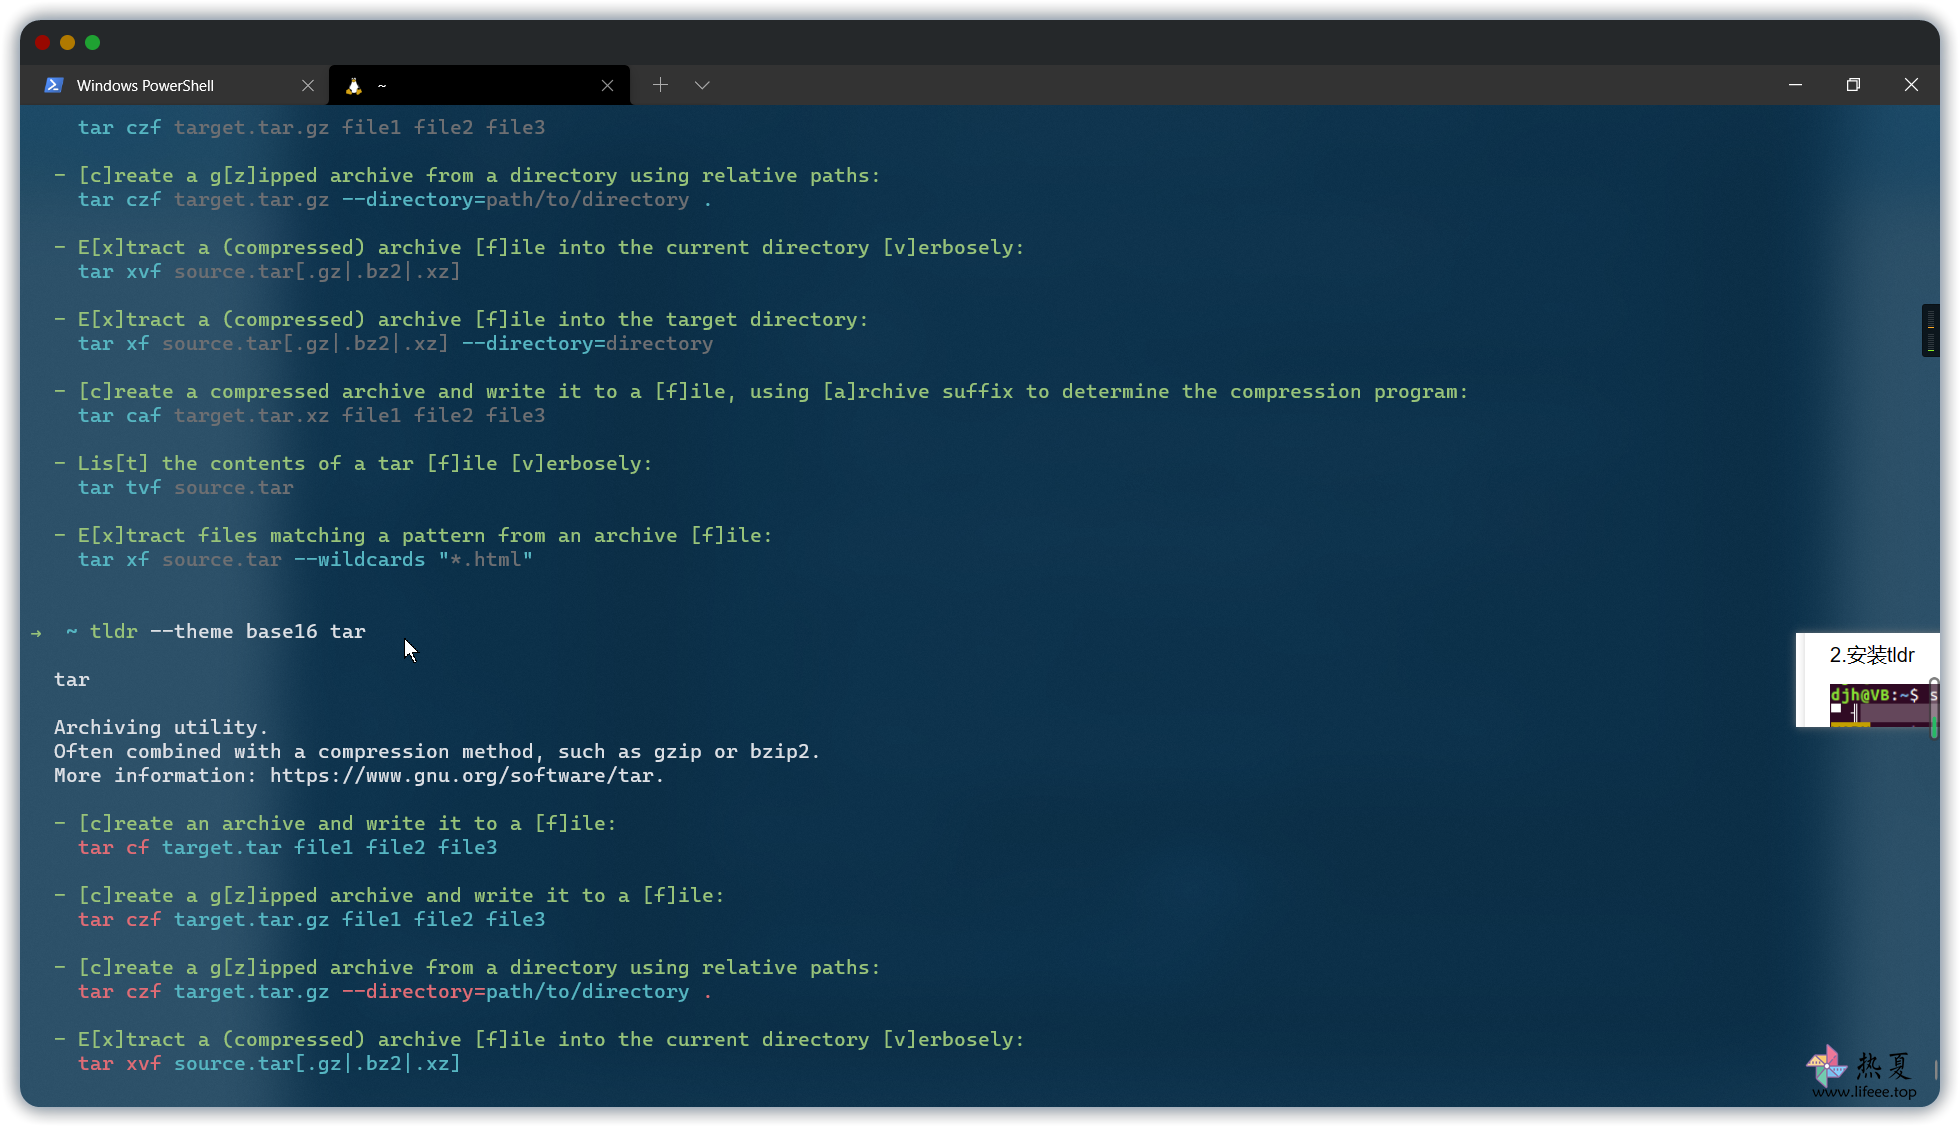 Windows PowerShell
~
tar czf target.tar.gz file1 file2 file3
- [c]reate a g[z]ipped archive from a directory using relative paths:
tar czf target.tar.gz --directory=path/to/directory .
- E[x]tract a (compressed) archive [f]ile into the current directory [v]erbosely:
tar xvf source.tar[.gz|.bz2|.xz]
- E[x]tract a (compressed) archive [f]ile into the target directory:
tar xf source.tar[.gz|.bz2|.xz] --directory=directory
- [c]reate a compressed archive and write it to a [f]ile, using [a]rchive suffix to determine the compression program:
tar caf target.tar.xz file1 file2 file3
- Lis[t] the contents of a tar [f]ile [v]erbosely:
tar tvf source.tar
- E[x]tract files matching a pattern from an archive [f]ile:
tar xf source.tar --wildcards "*.html"
→ ~ tldr --theme base16 tar
tar
Archiving utility.
Often combined with a compression method, such as gzip or bzip2.
More information: https://www.gnu.org/software/tar.
- [c]reate an archive and write it to a [f]ile:
tar cf target.tar file1 file2 file3
- [c]reate a g[z]ipped archive and write it to a [f]ile:
tar czf target.tar.gz file1 file2 file3
- [c]reate a g[z]ipped archive from a directory using relative paths:
tar czf target.tar.gz --directory=path/to/directory .
- E[x]tract a (compressed) archive [f]ile into the current directory [v]erbosely:
tar xvf source.tar[.gz|.bz2|.xz]
2.安装tldr
djh@VB:~$ s
热夏
www.lifeee.top